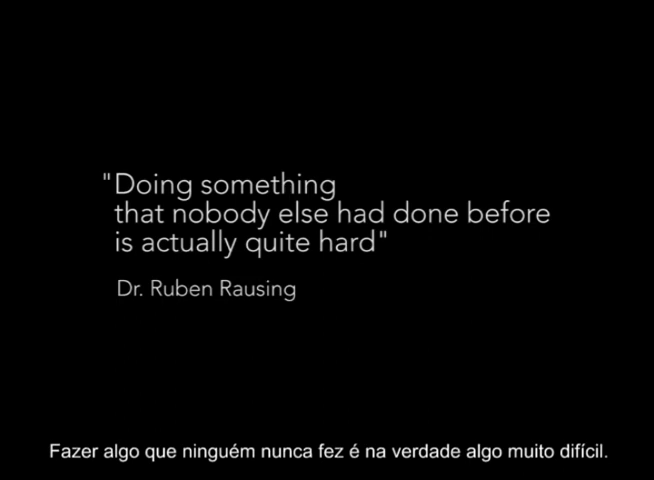 "Doing something
that nobody else had done before
is actually quite hard"
Dr. Ruben Rausing
Fazer algo que ninguém nunca fez é na verdade algo muito difícil.